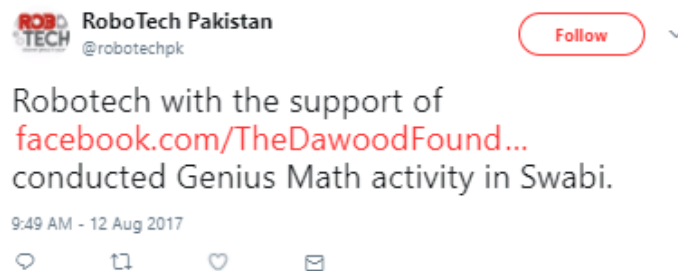 ROBO
TECH
RoboTech Pakistan
@robotechpk
Follow
Robotech with the support of
facebook.com/TheDawoodFound...
conducted Genius Math activity in Swabi.
9:49 AM - 12 Aug 2017